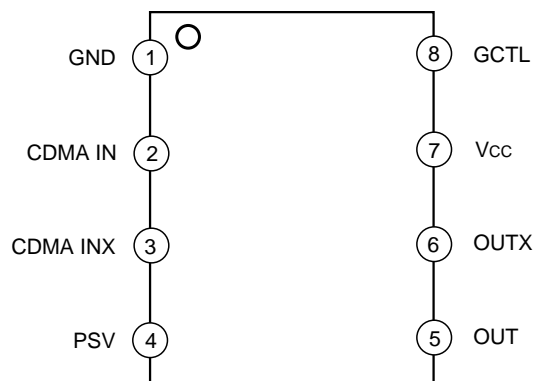 GND 1 8 GCTL
CDMA IN 2 7 Vcc
CDMA INX 3 6 OUTX
PSV 4 5 OUT